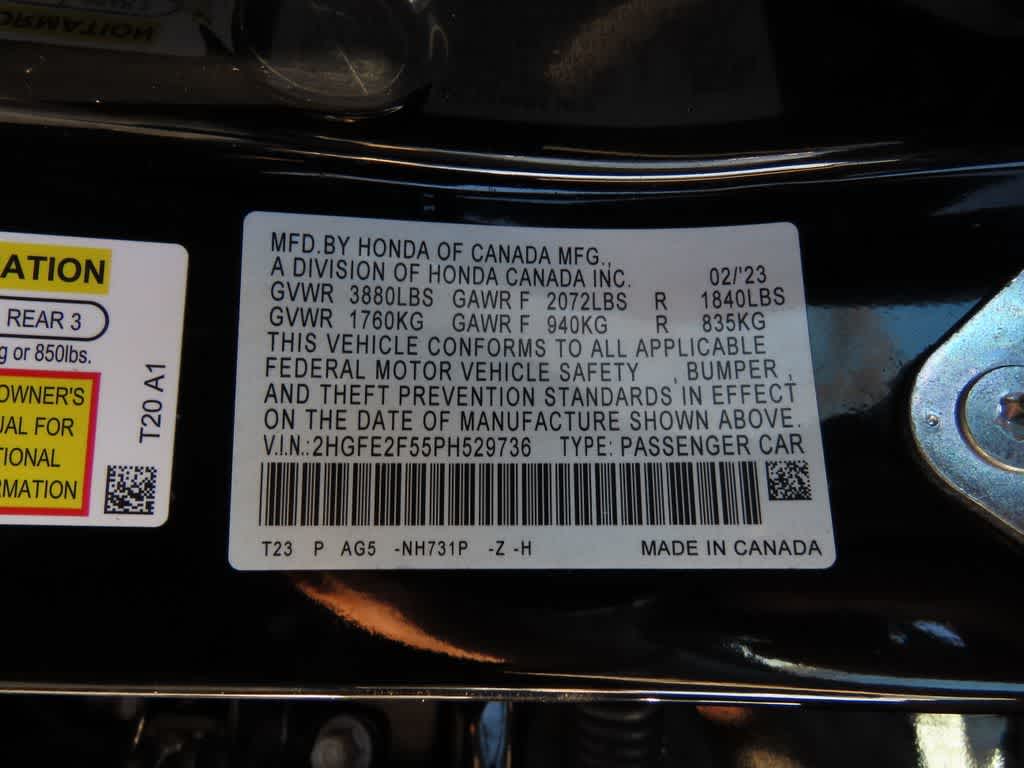 ATION
REAR 3
g or 850lbs.
OWNER'S
UAL FOR
TIONAL
RMATION
T20 A1
MFD.BY HONDA OF CANADA MFG.,
A DIVISION OF HONDA CANADA INC. 02/'23
GVWR 3880LBS GAWR F 2072LBS R 1840LBS
GVWR 1760KG GAWR F 940KG R 835KG
THIS VEHICLE CONFORMS TO ALL APPLICABLE
FEDERAL MOTOR VEHICLE SAFETY , BUMPER ,
AND THEFT PREVENTION STANDARDS IN EFFECT
ON THE DATE OF MANUFACTURE SHOWN ABOVE.
V.I.N.:2HGFE2F55PH529736 TYPE: PASSENGER CAR
T23 P AG5 -NH731P -Z -H MADE IN CANADA